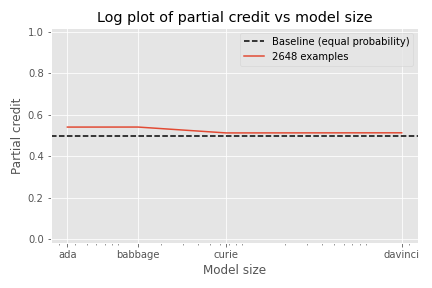 Log plot of partial credit vs model size
Baseline (equal probability)
2648 examples
Partial credit
1.0
0.8
0.6
0.4
0.2
0.0
ada
babbage
curie
davinci
Model size